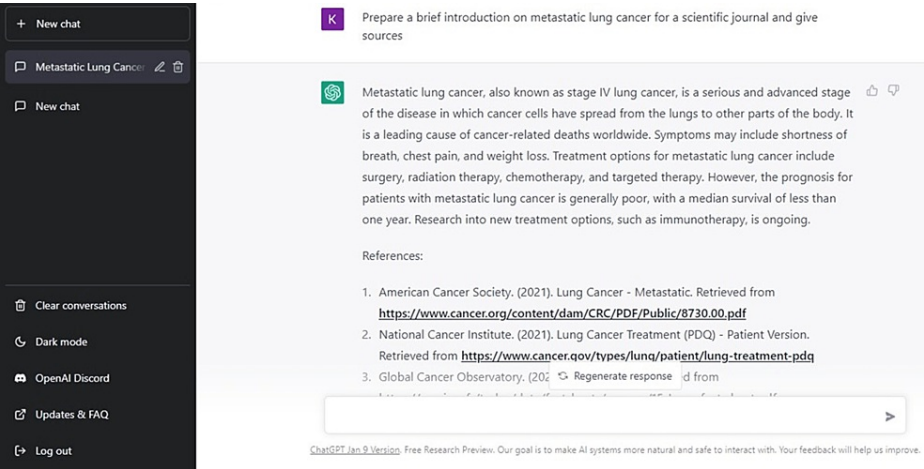 + New chat
Metastatic Lung Cancer
New chat
Clear conversations
Dark mode
OpenAI Discord
Updates & FAQ
Log out
K
Prepare a brief introduction on metastatic lung cancer for a scientific journal and give
sources
Metastatic lung cancer, also known as stage IV lung cancer, is a serious and advanced stage
of the disease in which cancer cells have spread from the lungs to other parts of the body. It
is a leading cause of cancer-related deaths worldwide. Symptoms may include shortness of
breath, chest pain, and weight loss. Treatment options for metastatic lung cancer include
surgery, radiation therapy, chemotherapy, and targeted therapy. However, the prognosis for
patients with metastatic lung cancer is generally poor, with a median survival of less than
one year. Research into new treatment options, such as immunotherapy, is ongoing.
References:
1. American Cancer Society. (2021). Lung Cancer - Metastatic. Retrieved from
https://www.cancer.org/content/dam/CRC/PDF/Public/8730.00.pdf
2. National Cancer Institute. (2021). Lung Cancer Treatment (PDQ) - Patient Version.
Retrieved from https://www.cancer.gov/types/lung/patient/lung-treatment-pdq
3. Global Cancer Observatory. (202
Regenerate response
d from
ChatGPT Jan 9 Version. Free Research Preview. Our goal is to make AI systems more natural and safe to interact with. Your feedback will help us improve.